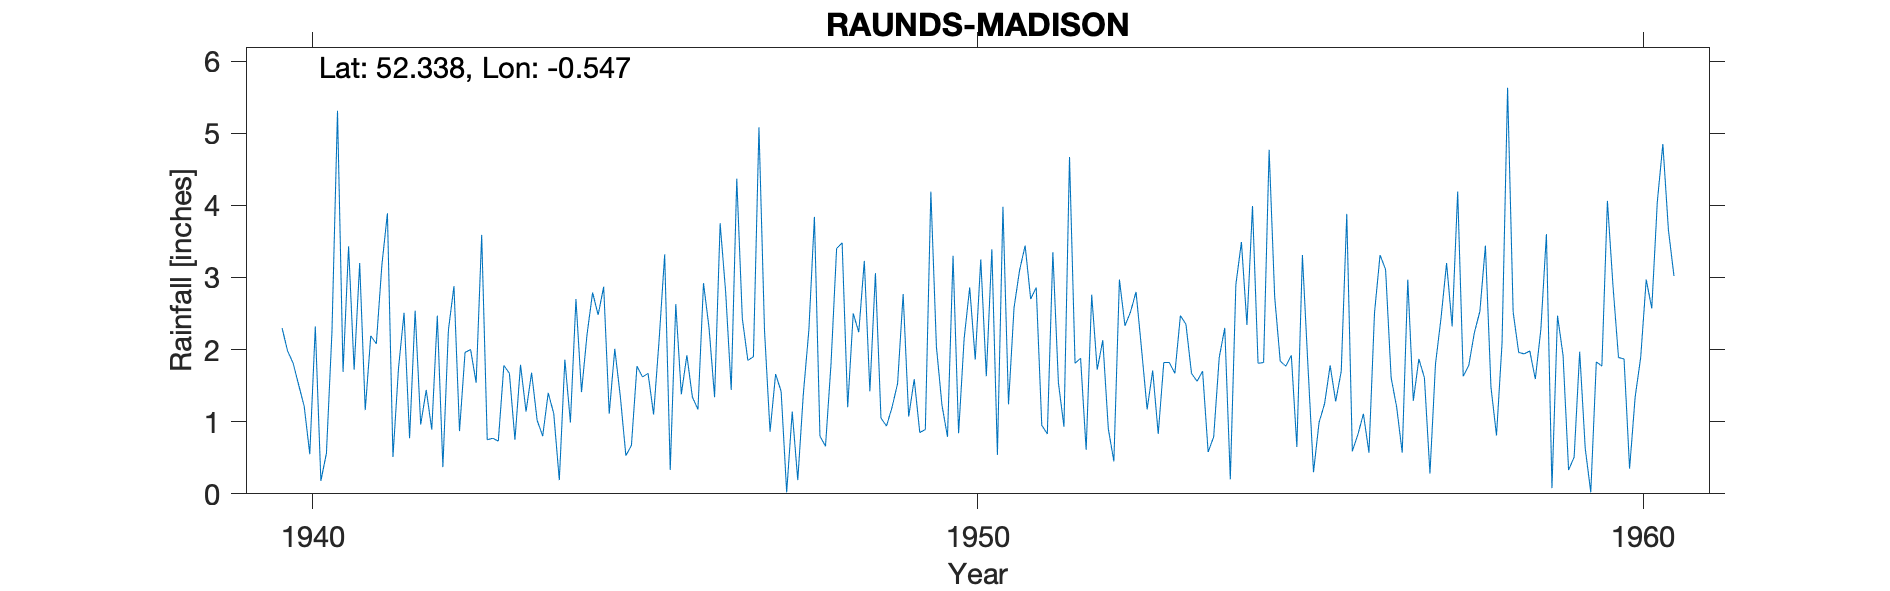 RAUNDS-MADISON
Lat: 52.338, Lon: -0.547
Rainfall [inches]
6
5
4
3
2
1
0
1940
1950
1960
Year